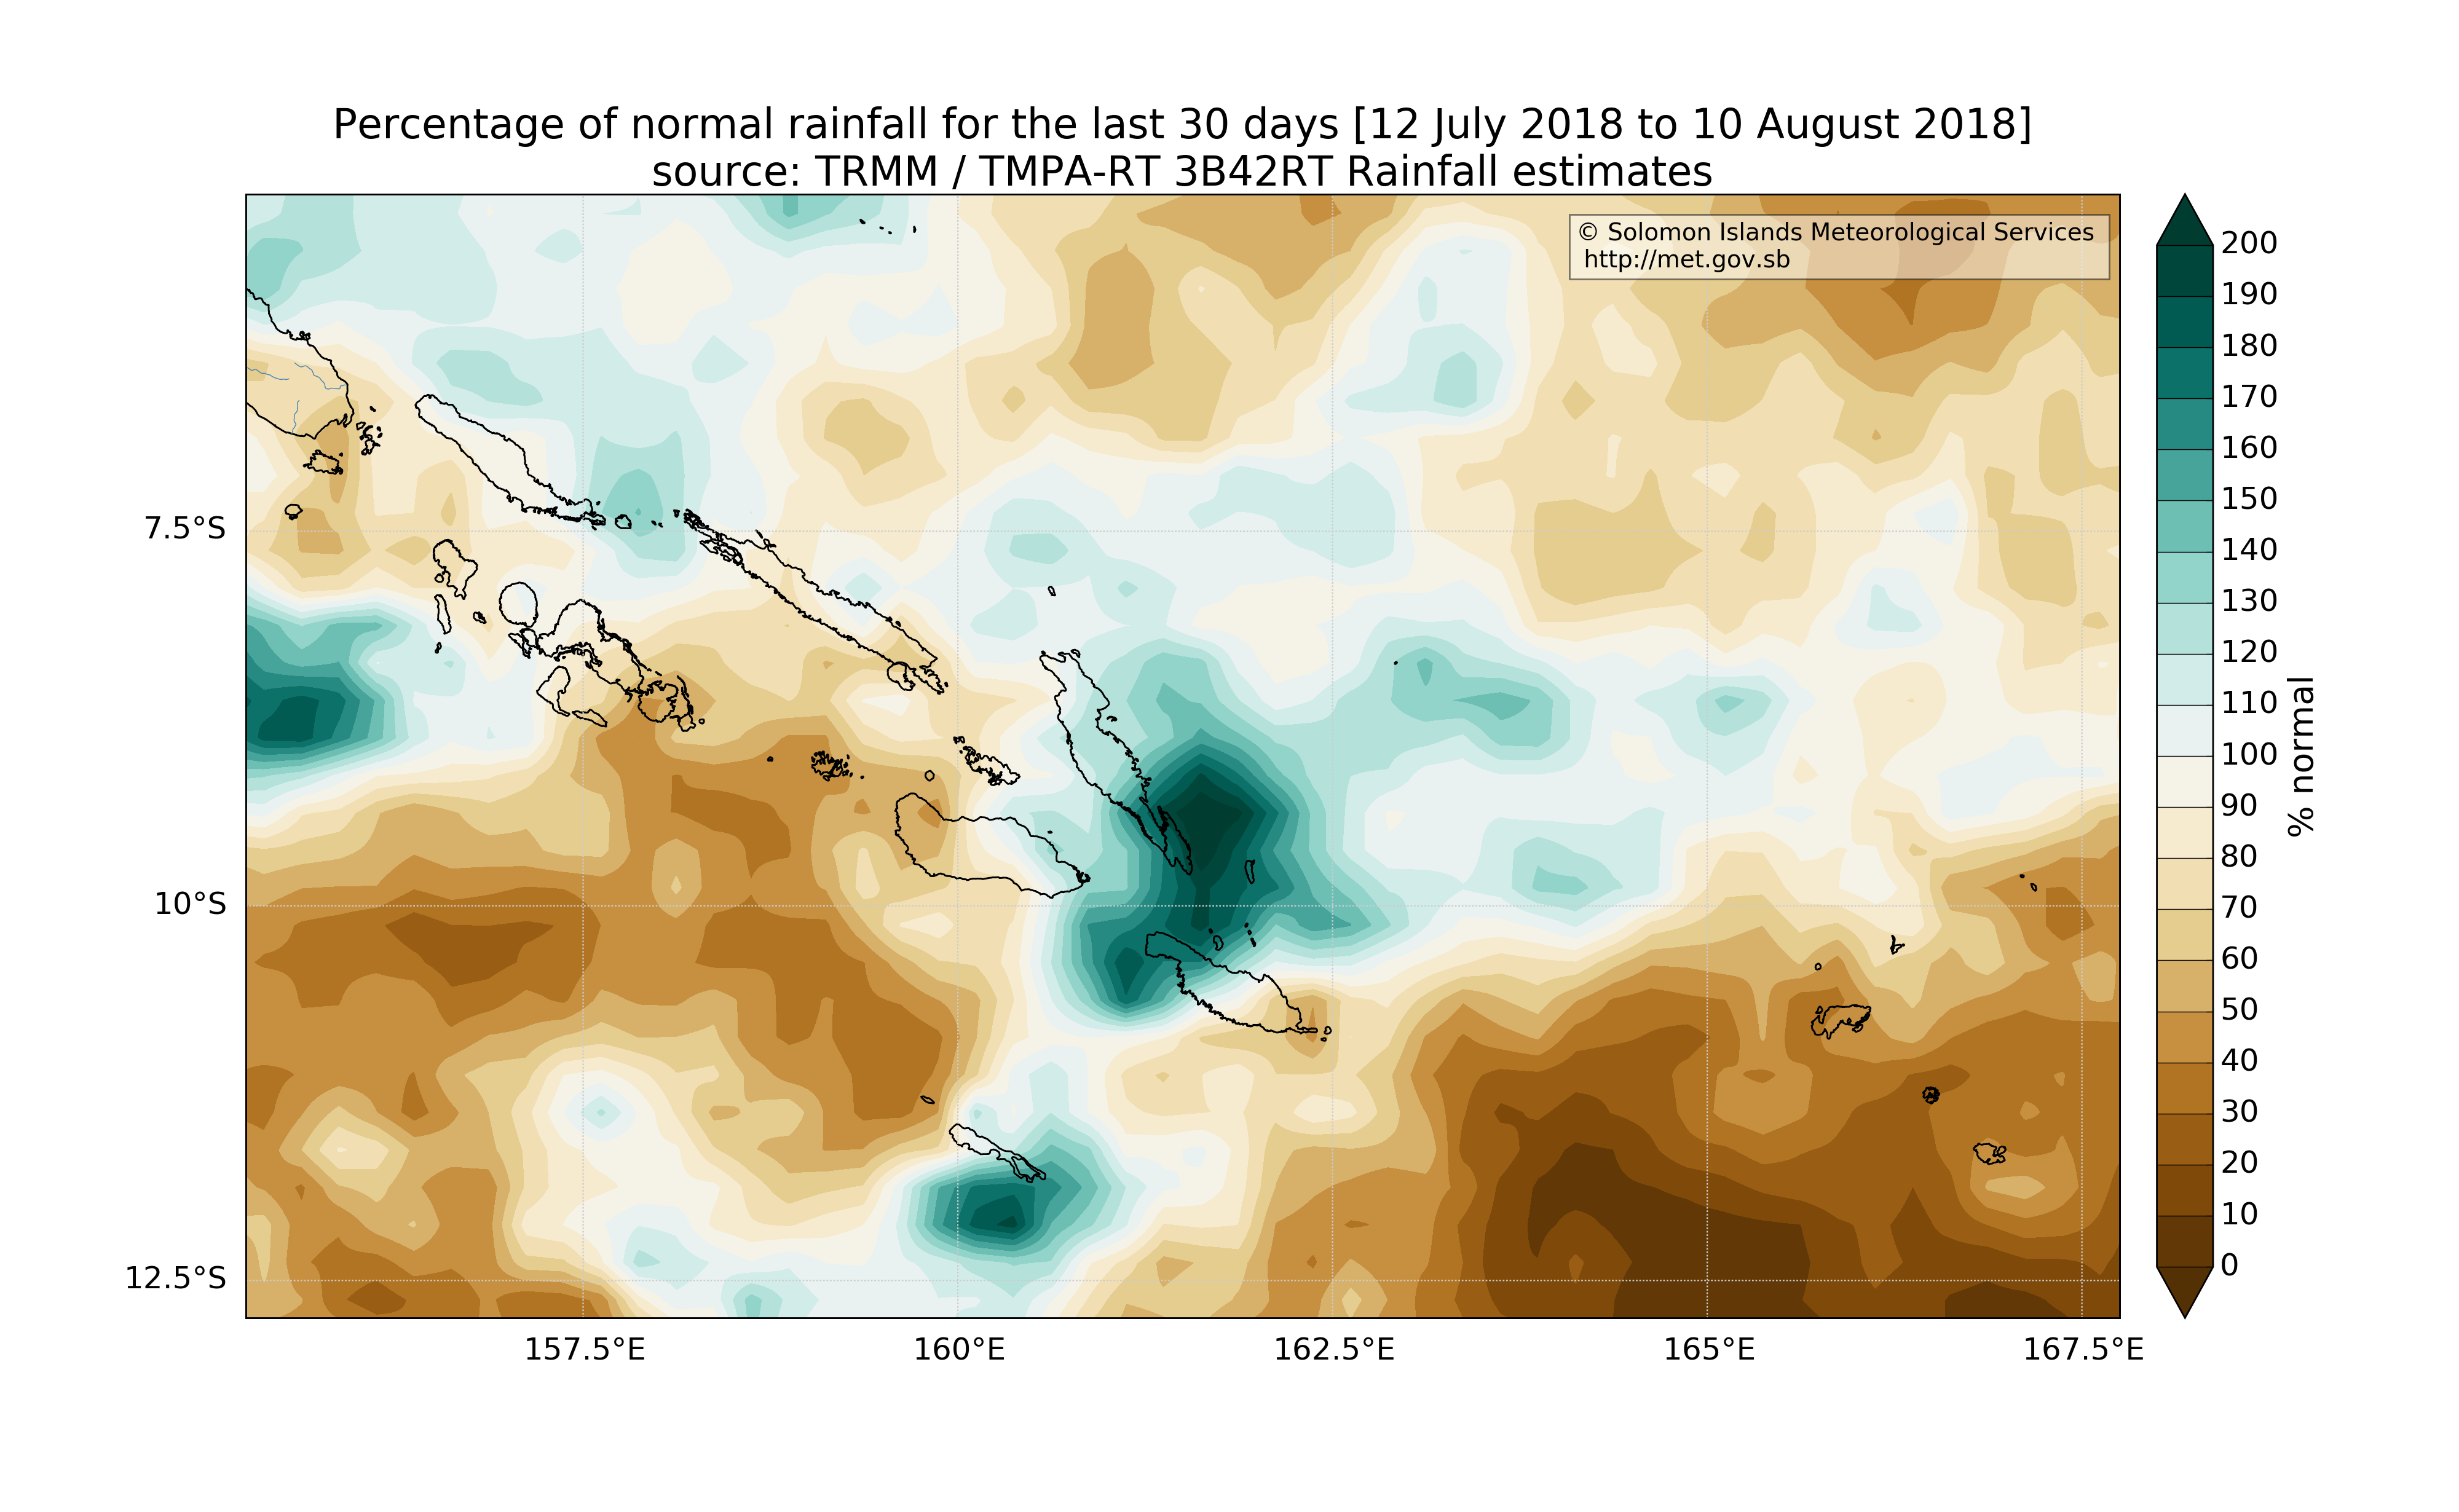 Percentage of normal rainfall for the last 30 days [12 July 2018 to 10 August 2018]
source: TRMM / TMPA-RT 3B42RT Rainfall estimates
© Solomon Islands Meteorological Services
http://met.gov.sb
7.5°S
10°S
12.5°S
157.5°E
160°E
162.5°E
165°E
167.5°E
200
190
180
170
160
150
140
130
120
110
100
90
80
70
60
50
40
30
20
10
0
% normal